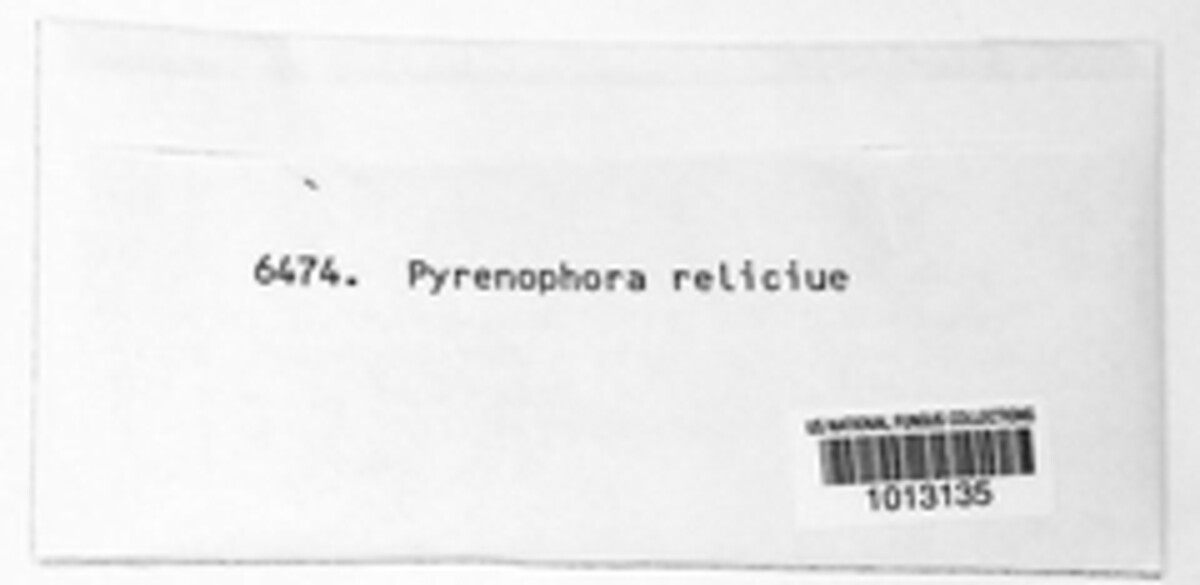 6474. Pyrenophora reliciue
US NATIONAL FUNGUS COLLECTIONS
1013135